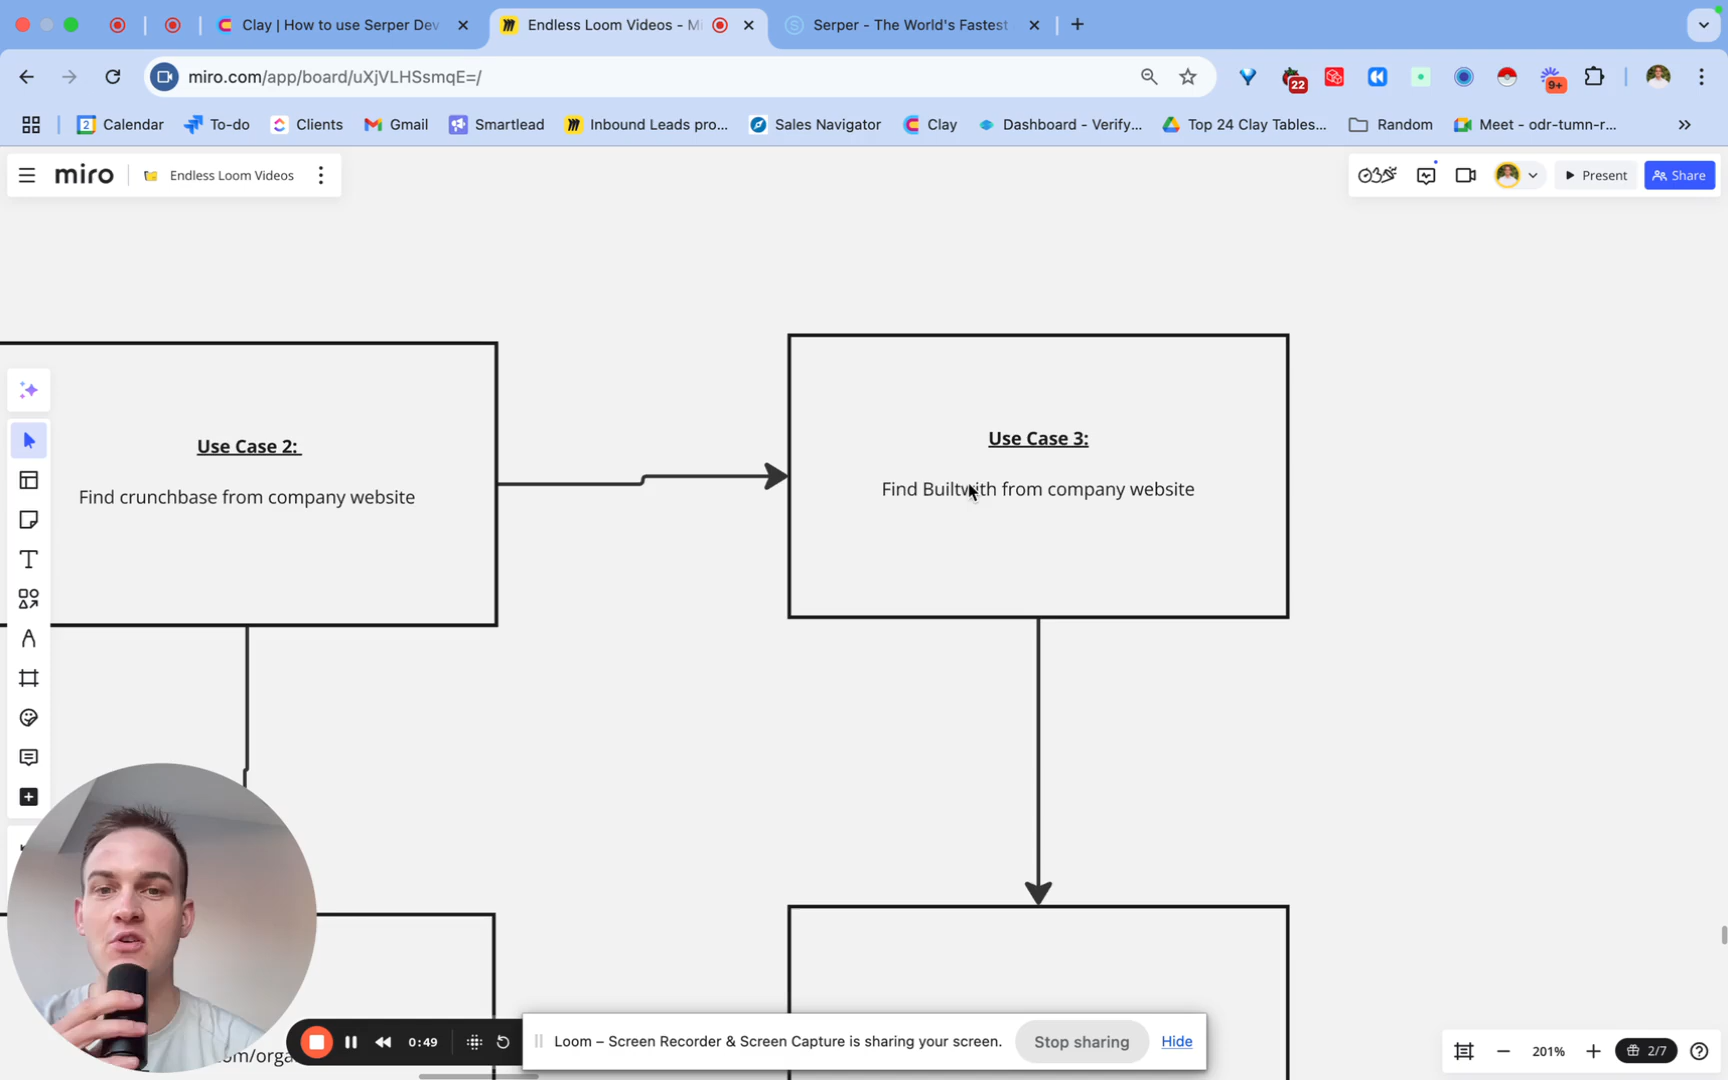 Clay | How to use Serper Dev
Endless Loom Videos - Mi
Serper - The World's Fastest
miro.com/app/board/uXjVLHSsmqE=/
22
9+
Calendar
To-do
Clients
Gmail
Smartlead
Inbound Leads pro...
Sales Navigator
Clay
Dashboard - Verify,...
Top 24 Clay Tables...
Random
Meet - odr-tumn-r...
miro
Endless Loom Videos
Present
Share
Use Case 2:
Find crunchbase from company website
Use Case 3:
Find Builtwith from company website
0:49
Loom – Screen Recorder & Screen Capture is sharing your screen.
Stop sharing
Hide
201%
2/7